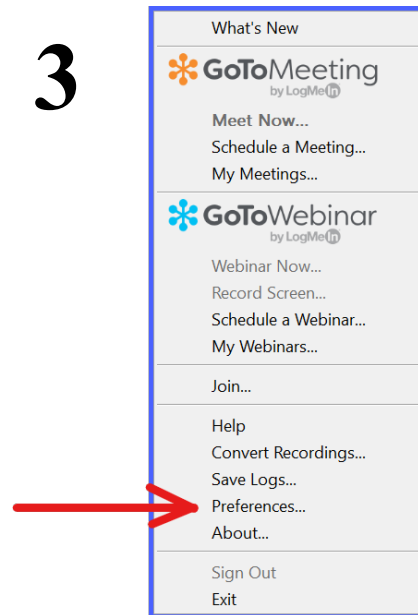 3
What's New
GoToMeeting
by LogMeIn
Meet Now...
Schedule a Meeting...
My Meetings...
GoToWebinar
by LogMeIn
Webinar Now...
Record Screen...
Schedule a Webinar...
My Webinars...
Join...
Help
Convert Recordings...
Save Logs...
Preferences...
About...
Sign Out
Exit